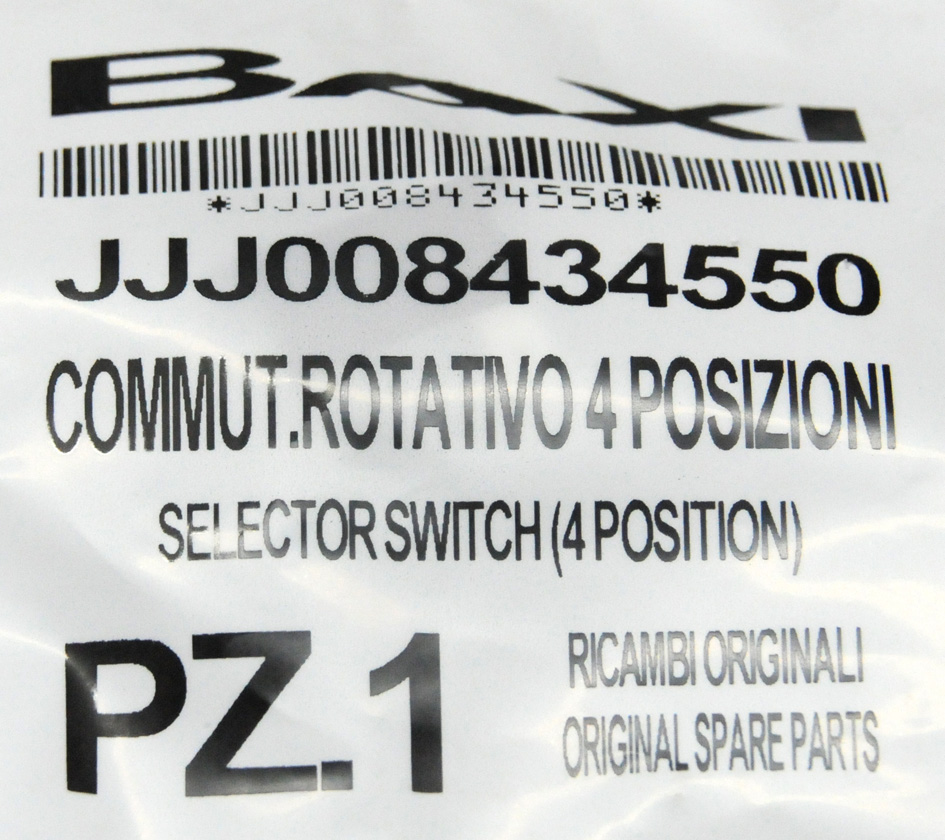 BAXI
*JJJ008434550*
JJJ008434550
COMMUT.ROTATIVO 4 POSIZIONI
SELECTOR SWITCH (4 POSITION)
PZ.1
RICAMBI ORIGINALI
ORIGINAL SPARE PARTS